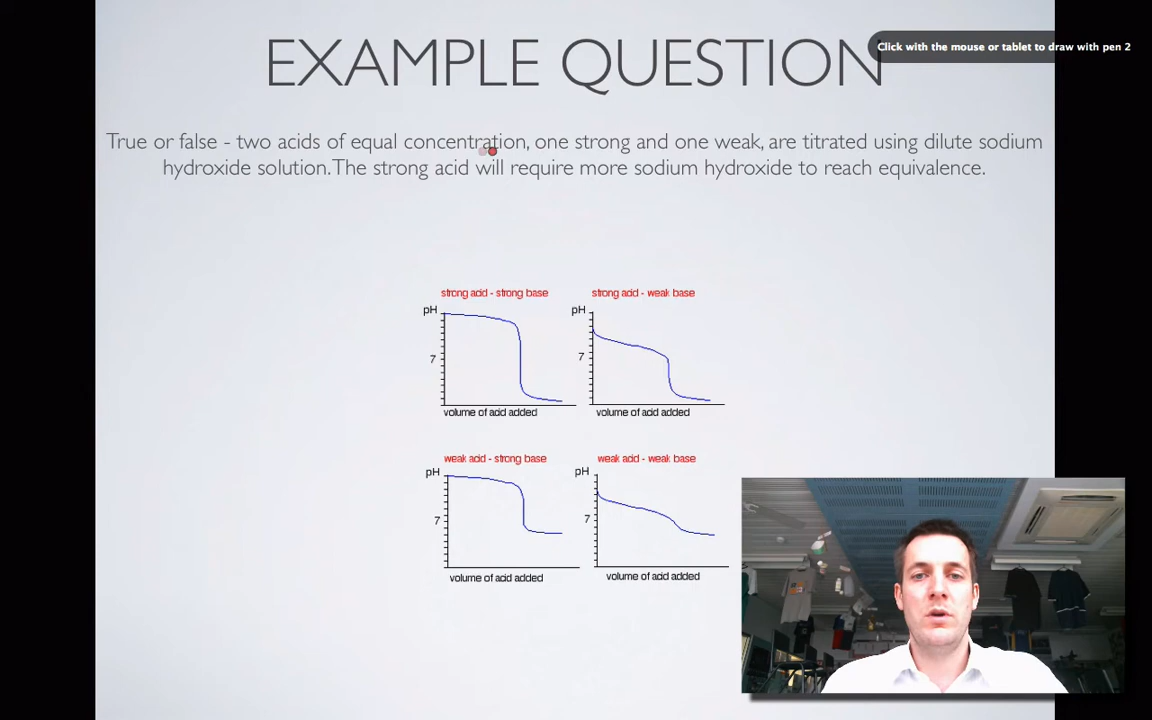 EXAMPLE QUESTION
Click with the mouse or tablet to draw with pen 2
True or false - two acids of equal concentration, one strong and one weak, are titrated using dilute sodium
hydroxide solution.The strong acid will require more sodium hydroxide to reach equivalence.
strong acid - strong base
strong acid - weak base
pH
pH
7
7
volume of acid added
volume of acid added
weak acid - strong base
weak acid - weak base
pH
pH
7
7
volume of acid added
volume of acid added